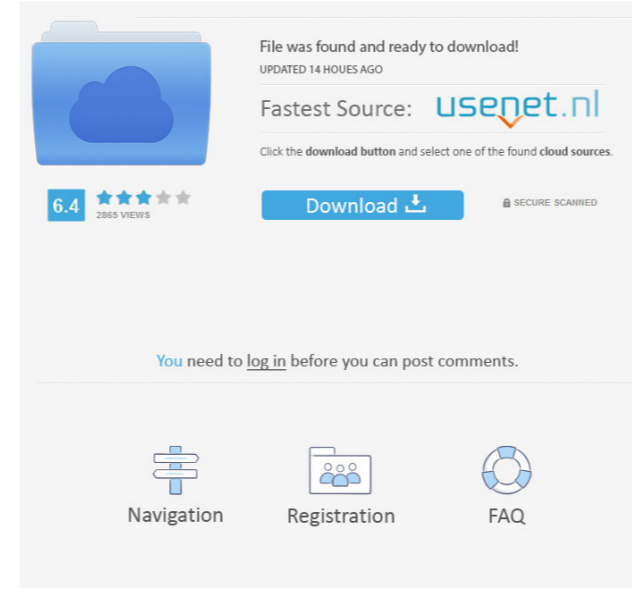 File was found and ready to download!
UPDATED 14 HOUES AGO
Fastest Source: usenet.nl
Click the download button and select one of the found cloud sources.
6.4
2865 VIEWS
Download
SECURE SCANNED
You need to log in before you can post comments.
Navigation
Registration
FAQ